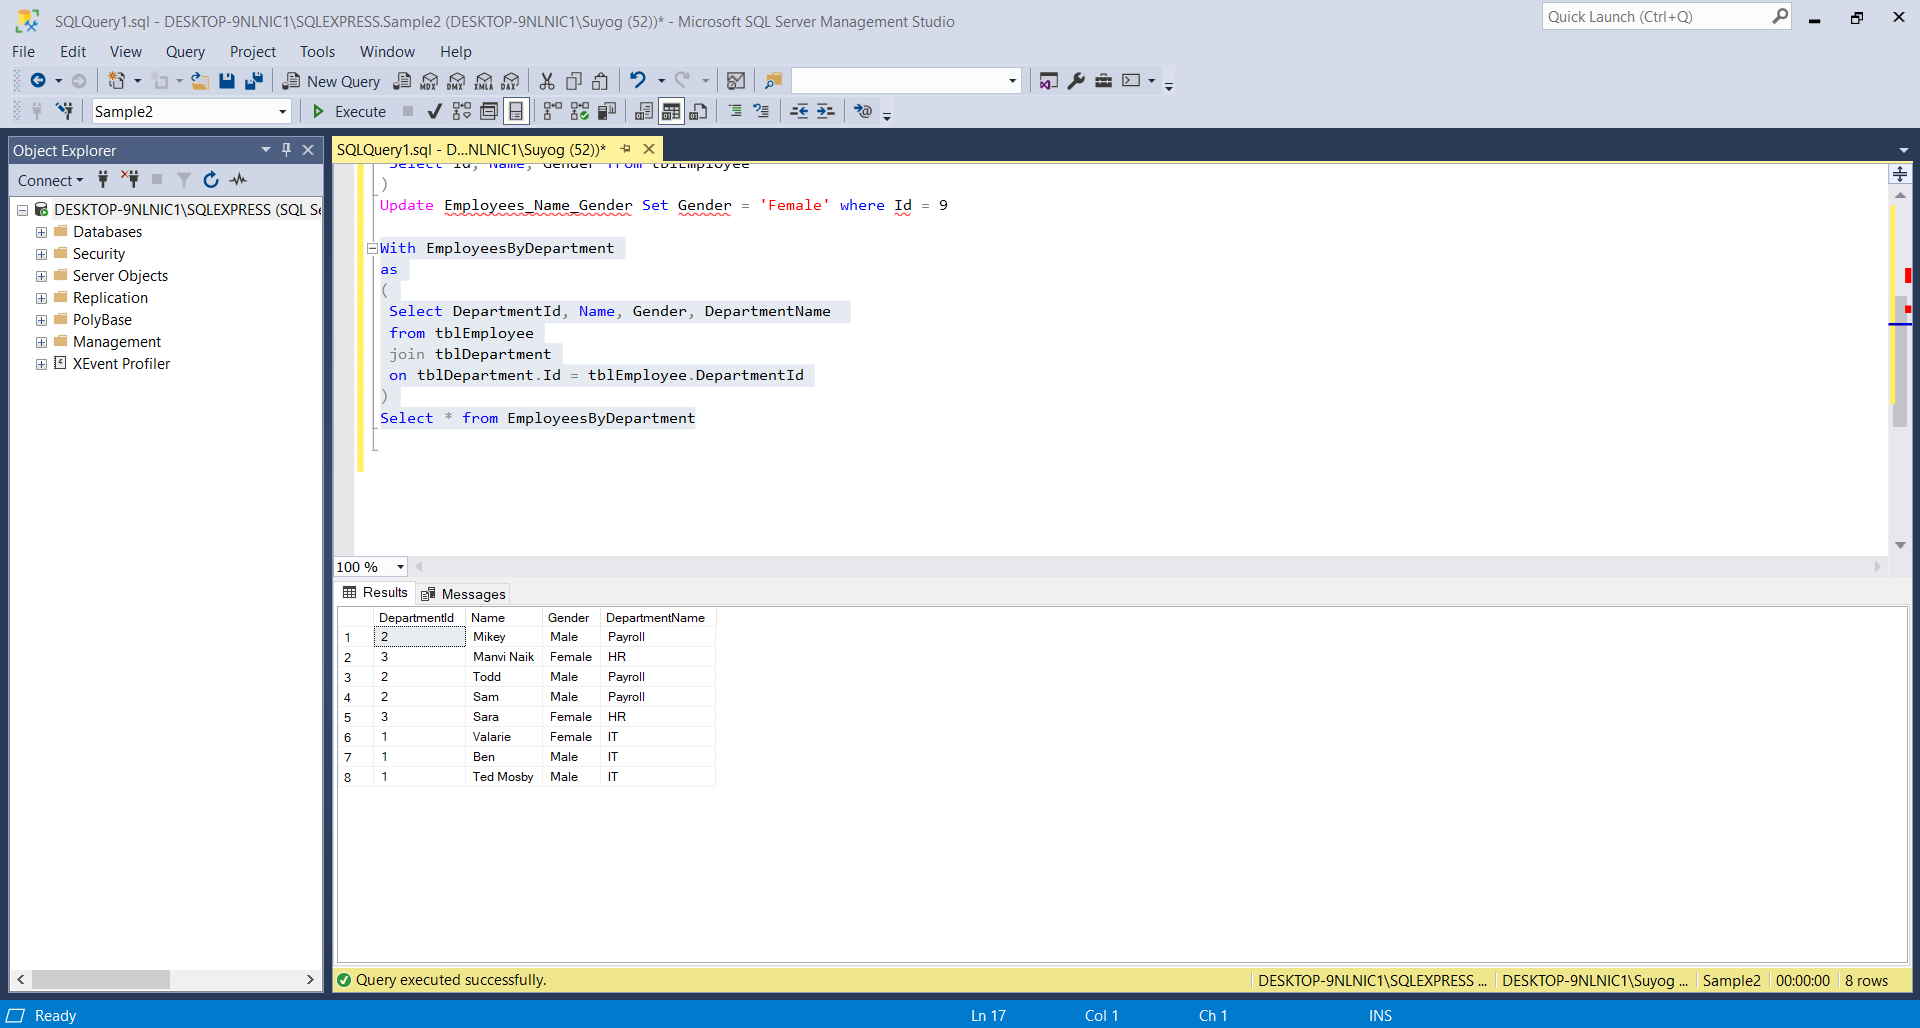 SQLQuery1.sql - DESKTOP-9NLNIC1\SQLEXPRESS.Sample2 (DESKTOP-9NLNIC1\Suyog (52))* - Microsoft SQL Server Management Studio
Quick Launch (Ctrl+Q)
File Edit View Query Project Tools Window Help
New Query MDX DMX XMLA DAX
Sample2 Execute
Object Explorer
SQLQuery1.sql - D...NLNIC1\Suyog (52))*
Connect
DESKTOP-9NLNIC1\SQLEXPRESS (SQL Se
Databases
Security
Server Objects
Replication
PolyBase
Management
XEvent Profiler
Select Id, Name, Gender from tblEmployee
)
Update Employees_Name_Gender Set Gender = 'Female' where Id = 9
With EmployeesByDepartment
as
(
Select DepartmentId, Name, Gender, DepartmentName
from tblEmployee
join tblDepartment
on tblDepartment.Id = tblEmployee.DepartmentId
)
Select * from EmployeesByDepartment
100 %
Results Messages
DepartmentId Name Gender DepartmentName
1 2 Mikey Male Payroll
2 3 Manvi Naik Female HR
3 2 Todd Male Payroll
4 2 Sam Male Payroll
5 3 Sara Female HR
6 1 Valarie Female IT
7 1 Ben Male IT
8 1 Ted Mosby Male IT
Query executed successfully. DESKTOP-9NLNIC1\SQLEXPRESS ... DESKTOP-9NLNIC1\Suyog ... Sample2 00:00:00 8 rows
Ready Ln 17 Col 1 Ch 1 INS